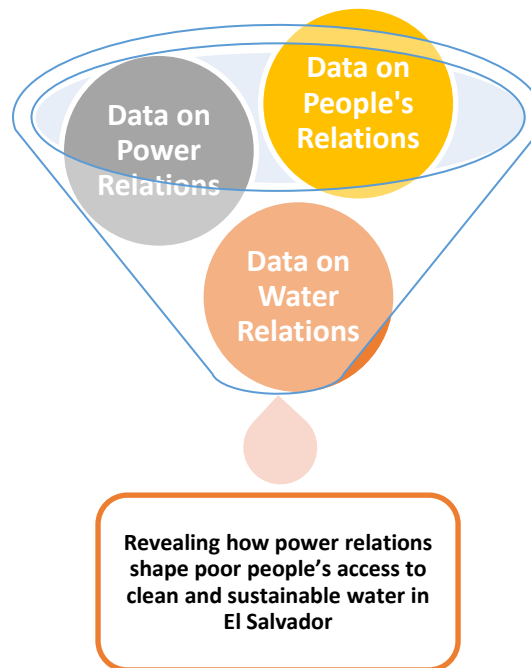 Data on
Power
Relations
Data on
People's
Relations
Data on
Water
Relations
Revealing how power relations
shape poor people’s access to
clean and sustainable water in
El Salvador